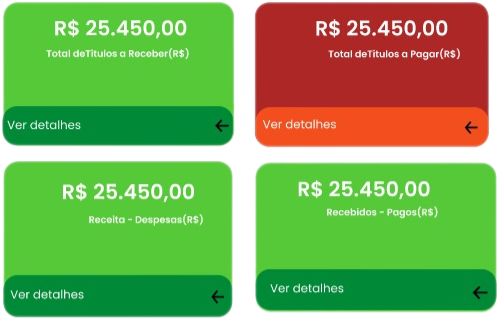 R$ 25.450,00
Total deTitulos a Receber(R$)
Ver detalhes
R$ 25.450,00
Total deTitulos a Pagar(R$)
Ver detalhes
R$ 25.450,00
Receita - Despesas(R$)
Ver detalhes
R$ 25.450,00
Recebidos - Pagos(R$)
Ver detalhes